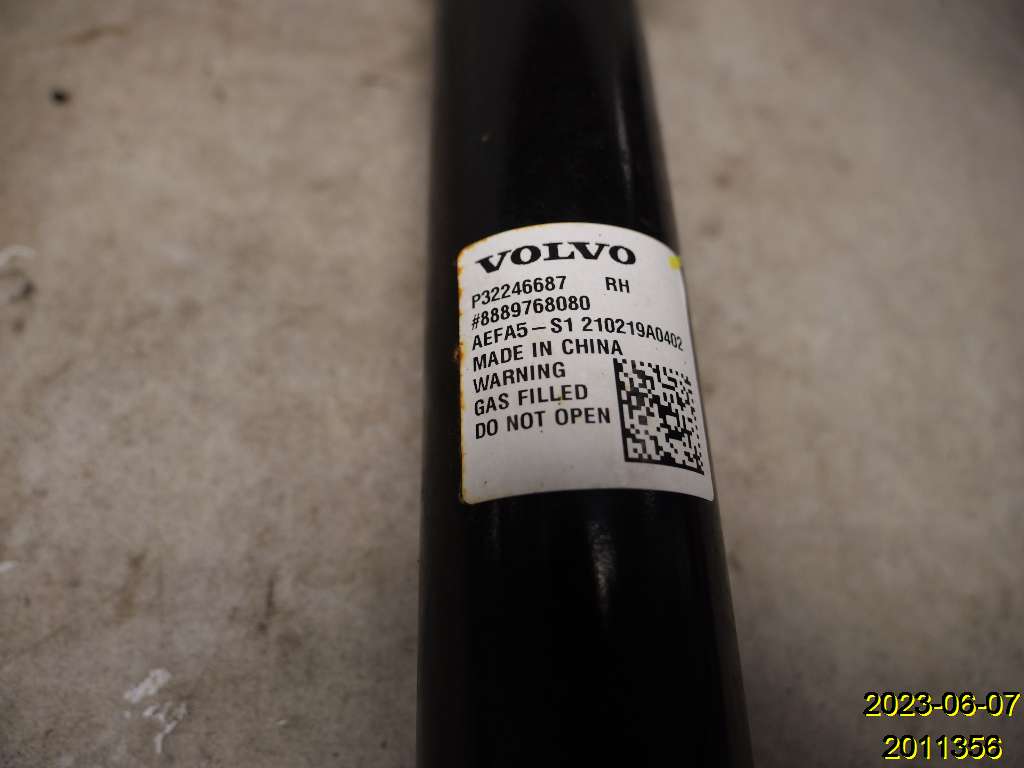 VOLVO
P32246687 RH
#8889768080
AEFA5-S1 210219A0402
MADE IN CHINA
WARNING
GAS FILLED
DO NOT OPEN
2023-06-07
2011356